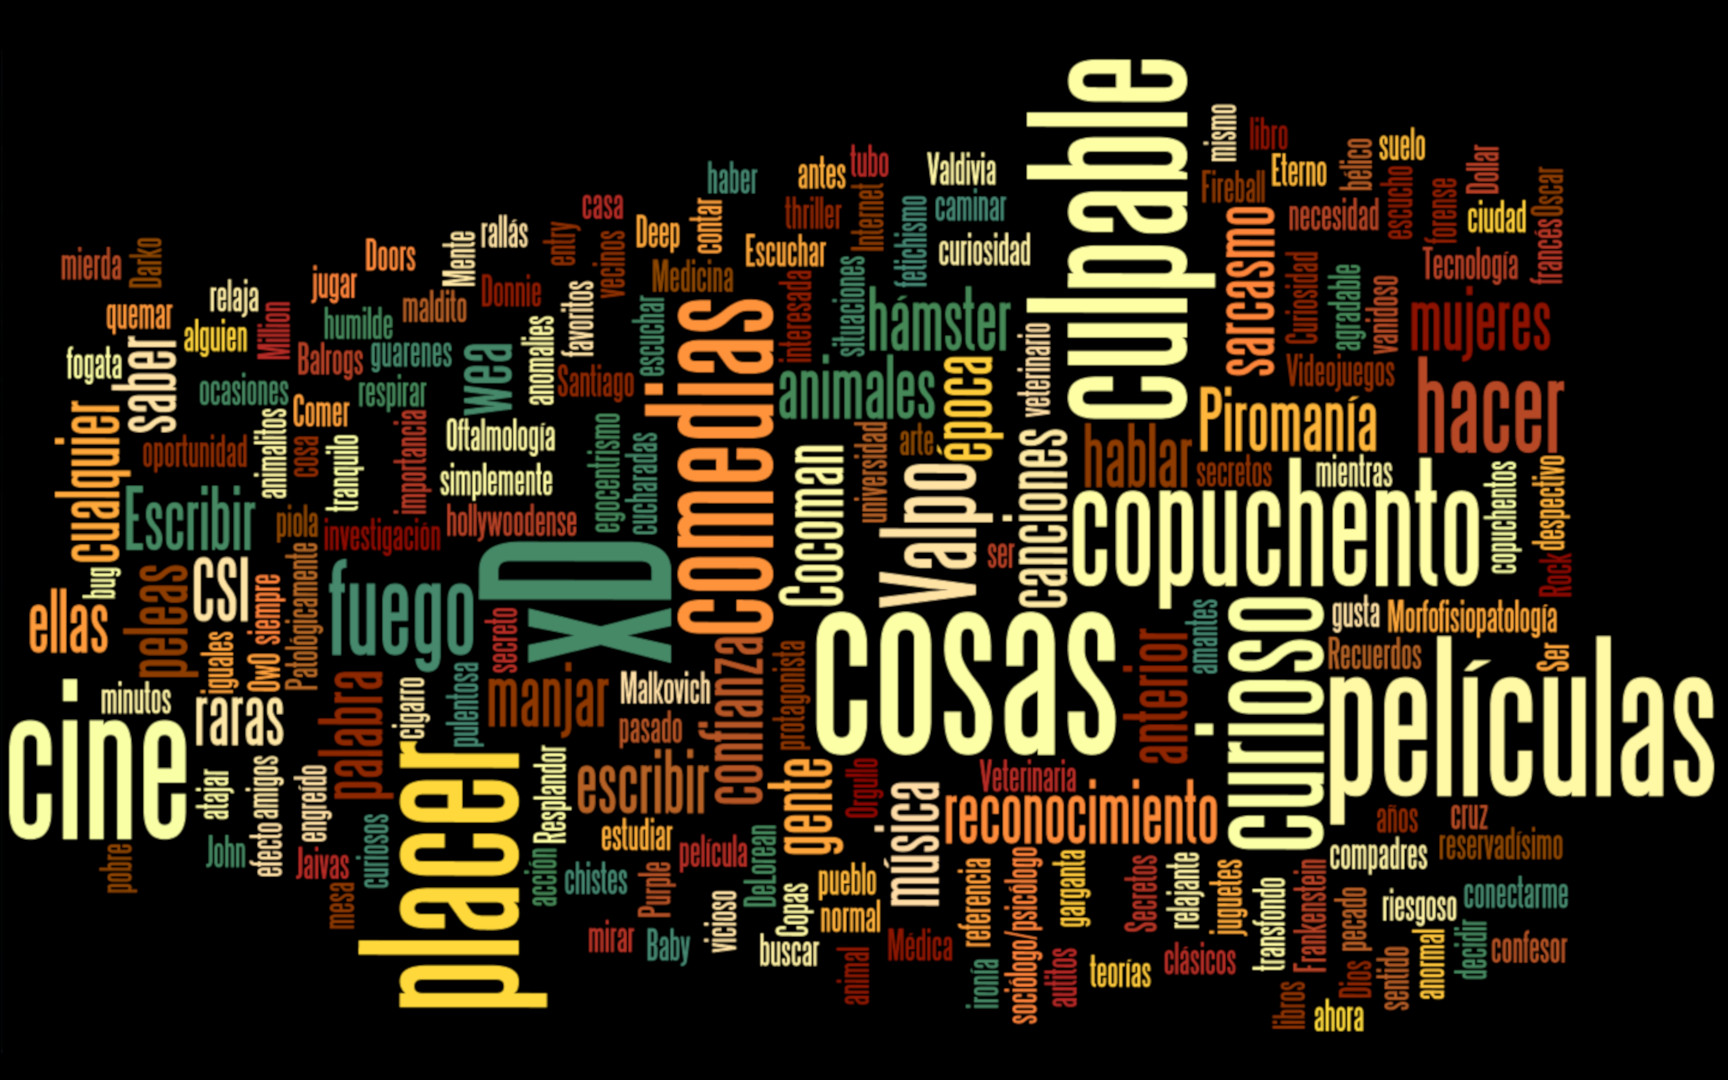 culpable
mismo
libro
Fireball
Eterno
bélico
suelo
necesidad
escucho
forense
Dollar
ciudad
Oscar
francés
Tecnología
haber
antes
tubo
Valdivia
thriller
Internet
fetichismo
caminar
curiosidad
casa
Deep
contar
Escuchar
Medicina
vecinos
entry
rallás
Mente
Doors
mierda
Darko
relaja
jugar
maldito
Donnie
favoritos
escuchar
comedias
interesada
situaciones
hámster
veterinario
sarcasmo
Curiosidad
agradable
vanidoso
mujeres
Videojuegos
quemar
alguien
Million
humilde
Balrogs
guarenes
wea
anomalies
Santiago
fogata
saber
ocasiones
respirar
animales
época
Piromanía
hacer
cualquier
oportunidad
animalitos
Comer
cosa
tranquilo
importancia
Oftalmología
simplemente
egocentrismo
cucharadas
Cocoman
universidad
arte
Valpo
canciones
hablar
secretos
mientras
copuchentos
despectivo
Escribir
piola
investigación
hollywoodense
xD
ser
copuchento
Rock
bug
ellas
peleas
CSI
siempre
OwO
Patológicamente
fuego
secreto
cosas
amantes
curioso
gusta
Morfofisiopatología
Recuerdos
Ser
películas
cine
minutos
iguales
raras
palabra
cigarro
pulentosa
manjar
Malkovich
pasado
confianza
protagonista
anterior
atajar
amigos
efecto
engreído
placer
Resplandor
escribir
gente
Orgullo
música
Veterinaria
reconocimiento
años
cruz
compadres
reservadísimo
pobre
John
Jaivas
mesa
curiosos
acción
chistes
estudiar
Purple
película
DeLorean
pueblo
normal
Copas
vicioso
mirar
Baby
buscar
animal
Médica
referencia
ironía
sociólogo/psicólogo
garganta
autitos
teorías
Secretos
relajante
juguetes
clásicos
transfondo
Frankenstein
libros
pecado
Dios
riesgoso
sentido
anormal
conectarme
decidir
confesor
ahora